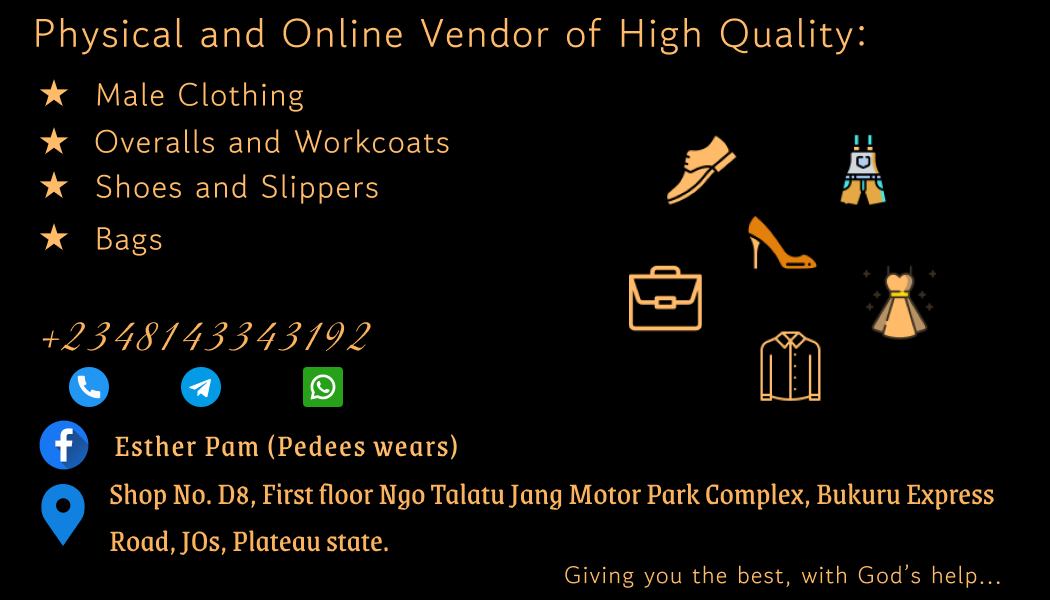 Physical and Online Vendor of High Quality:
★ Male Clothing
★ Overalls and Workcoats
★ Shoes and Slippers
★ Bags
+2348143343192
Esther Pam (Pedees wears)
Shop No. D8, First floor Ngo Talatu Jang Motor Park Complex, Bukuru Express
Road, JOs, Plateau state.
Giving you the best, with God's help...